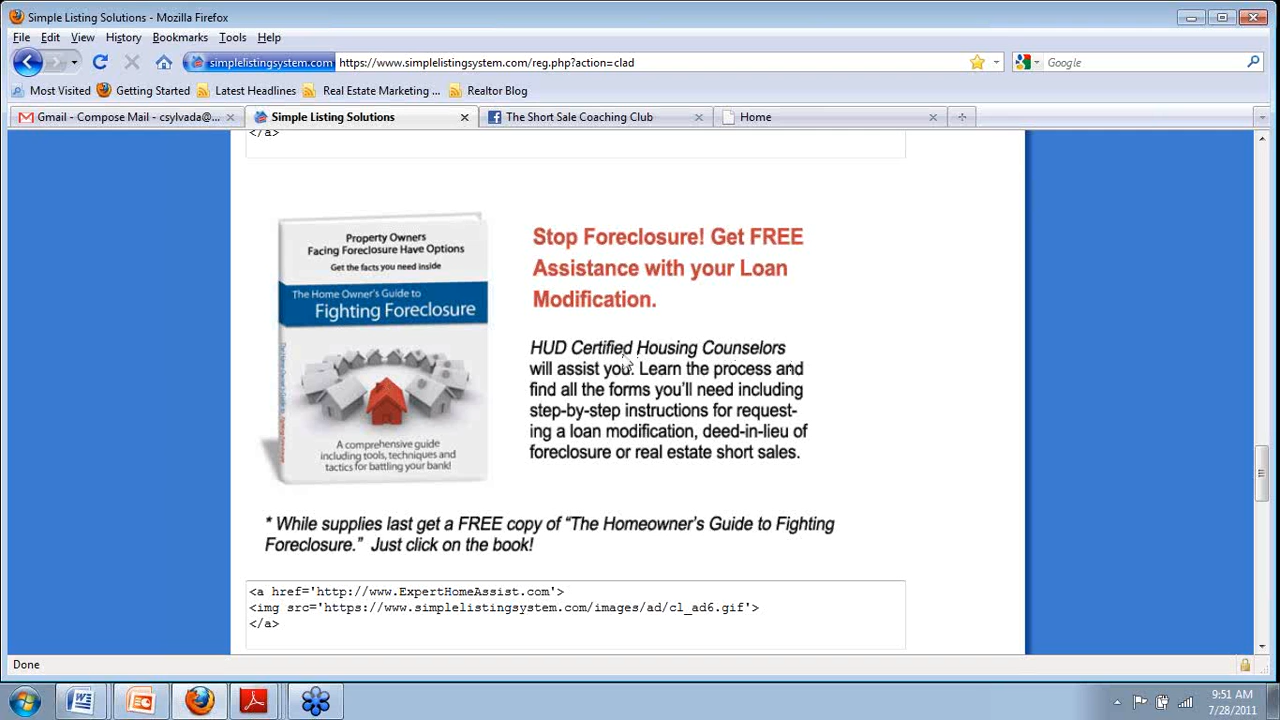 Simple Listing Solutions - Mozilla Firefox
File Edit View History Bookmarks Tools Help
simplelistingsystem.com https://www.simplelistingsystem.com/reg.php?action=clad
Google
Most Visited Getting Started Latest Headlines Real Estate Marketing ... Realtor Blog
Gmail - Compose Mail - csylvada@... Simple Listing Solutions The Short Sale Coaching Club Home
</a>
Property Owners
Facing Foreclosure Have Options
Get the facts you need inside
The Home Owner's Guide to
Fighting Foreclosure
A comprehensive guide
including tools, techniques and
tactics for battling your bank!
Stop Foreclosure! Get FREE
Assistance with your Loan
Modification.
HUD Certified Housing Counselors
will assist you. Learn the process and
find all the forms you'll need including
step-by-step instructions for request-
ing a loan modification, deed-in-lieu of
foreclosure or real estate short sales.
* While supplies last get a FREE copy of “The Homeowner's Guide to Fighting
Foreclosure.” Just click on the book!
<a href='http://www.ExpertHomeAssist.com'>
<img src='https://www.simplelistingsystem.com/images/ad/cl_ad6.gif'>
</a>
Done
9:51 AM
7/28/2011